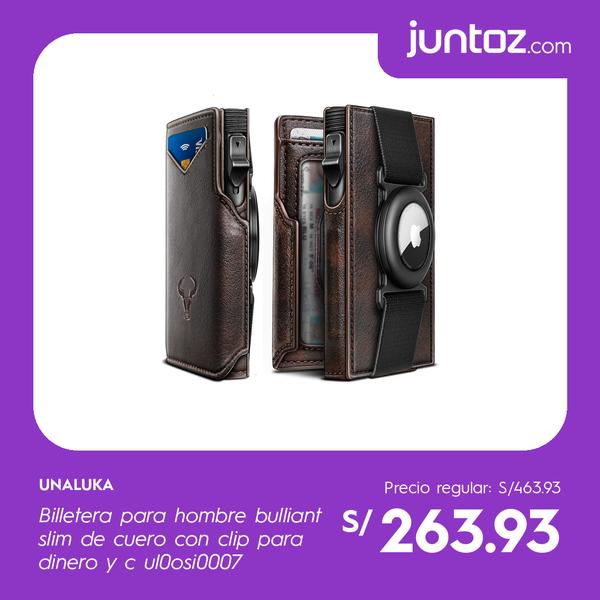 juntoz.com
UNALUKA
Billetera para hombre bulliant
slim de cuero con clip para
dinero y c ul0osi0007
Precio regular: S/463.93
S/ 263.93